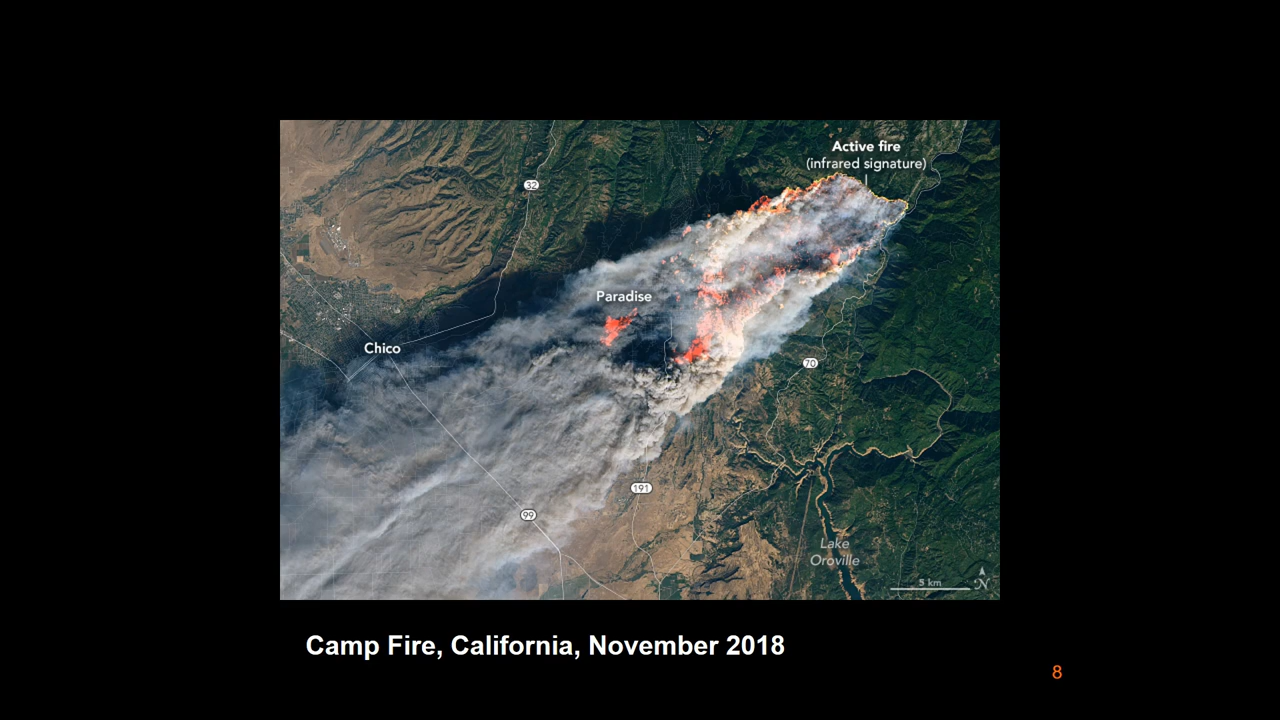 Active fire
(infrared signature)
32
Paradise
Chico
70
191
99
Lake
Oroville
5 km
N
Camp Fire, California, November 2018
8